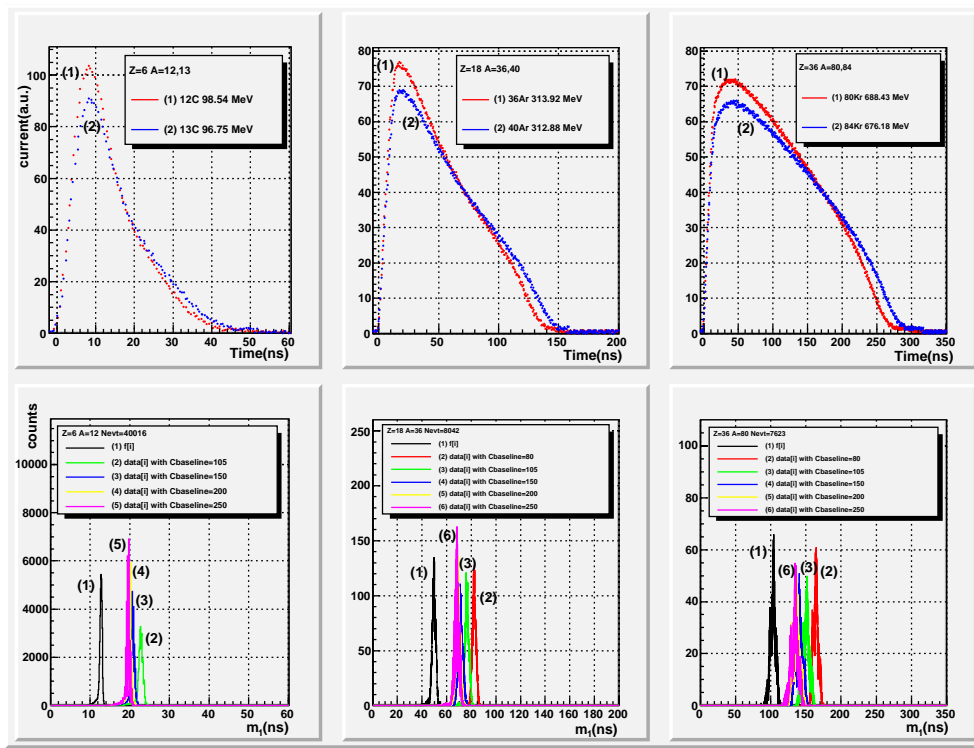 current(a.u.)
100
80
60
40
20
0
(1)
(2)
Z=6 A=12,13
(1) 12C 98.54 MeV
(2) 13C 96.75 MeV
0 10 20 30 40 50 60
Time(ns)
80
70
60
50
40
30
20
10
0
(1)
(2)
Z=18 A=36,40
(1) 36Ar 313.92 MeV
(2) 40Ar 312.88 MeV
0 50 100 150 200
Time(ns)
80
70
60
50
40
30
20
10
0
(1)
(2)
Z=36 A=80,84
(1) 80Kr 688.43 MeV
(2) 84Kr 676.18 MeV
0 50 100 150 200 250 300 350
Time(ns)
counts
10000
8000
6000
4000
2000
0
Z=6 A=12 Nevt=40016
(1) f[i]
(2) data[i] with Cbaseline=105
(3) data[i] with Cbaseline=150
(4) data[i] with Cbaseline=200
(5) data[i] with Cbaseline=250
(5)
(4)
(1)
(3)
(2)
0 10 20 30 40 50 60
m1(ns)
250
200
150
100
50
0
Z=18 A=36 Nevt=8042
(1) f[i]
(2) data[i] with Cbaseline=80
(3) data[i] with Cbaseline=105
(4) data[i] with Cbaseline=150
(5) data[i] with Cbaseline=200
(6) data[i] with Cbaseline=250
(6)
(1)
(3)
(2)
0 20 40 60 80 100 120 140 160 180 200
m1(ns)
100
80
60
40
20
0
Z=36 A=80 Nevt=7623
(1) f[i]
(2) data[i] with Cbaseline=80
(3) data[i] with Cbaseline=105
(4) data[i] with Cbaseline=150
(5) data[i] with Cbaseline=200
(6) data[i] with Cbaseline=250
(1)
(6)
(3)
(2)
0 50 100 150 200 250 300 350
m1(ns)